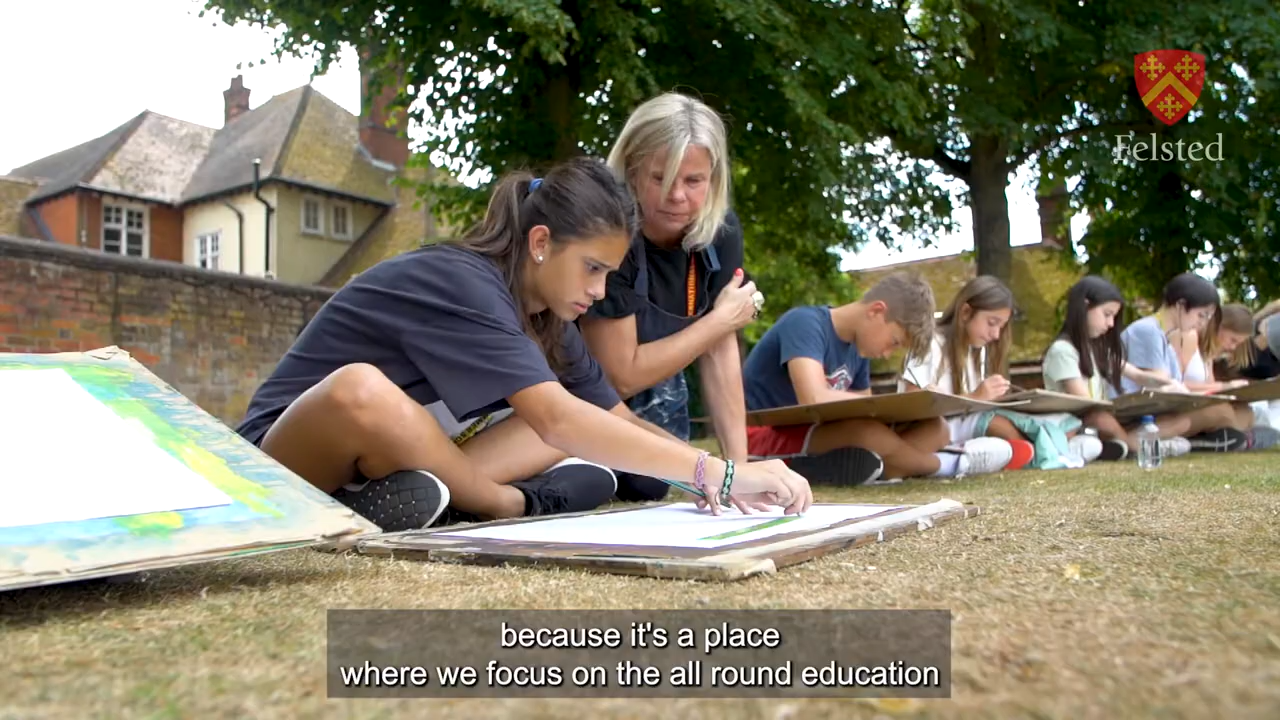 Felsted
because it's a place
where we focus on the all round education